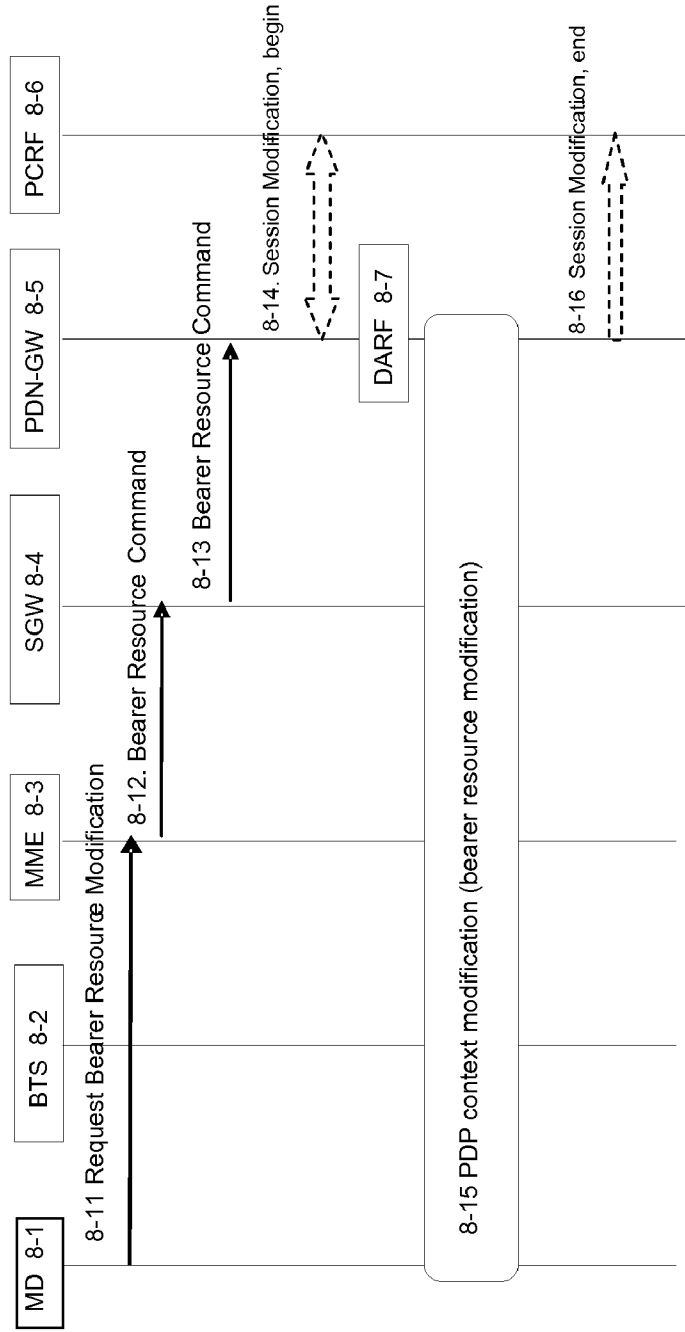 MD 8-1
BTS 8-2
MME 8-3
SGW 8-4
PDN-GW 8-5
PCRF 8-6
8-11 Request Bearer Resource Modification
8-12. Bearer Resource Command
8-13 Bearer Resource Command
8-14. Session Modification, begin
DARF 8-7
8-15 PDP context modification (bearer resource modification)
8-16 Session Modification, end